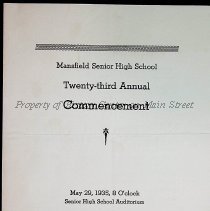 Mansfield Senior High School
Twenty-third Annual
Property of
Main Street
Commencement
May 29, 1935, 8 O'clock
Senior High School Auditorium